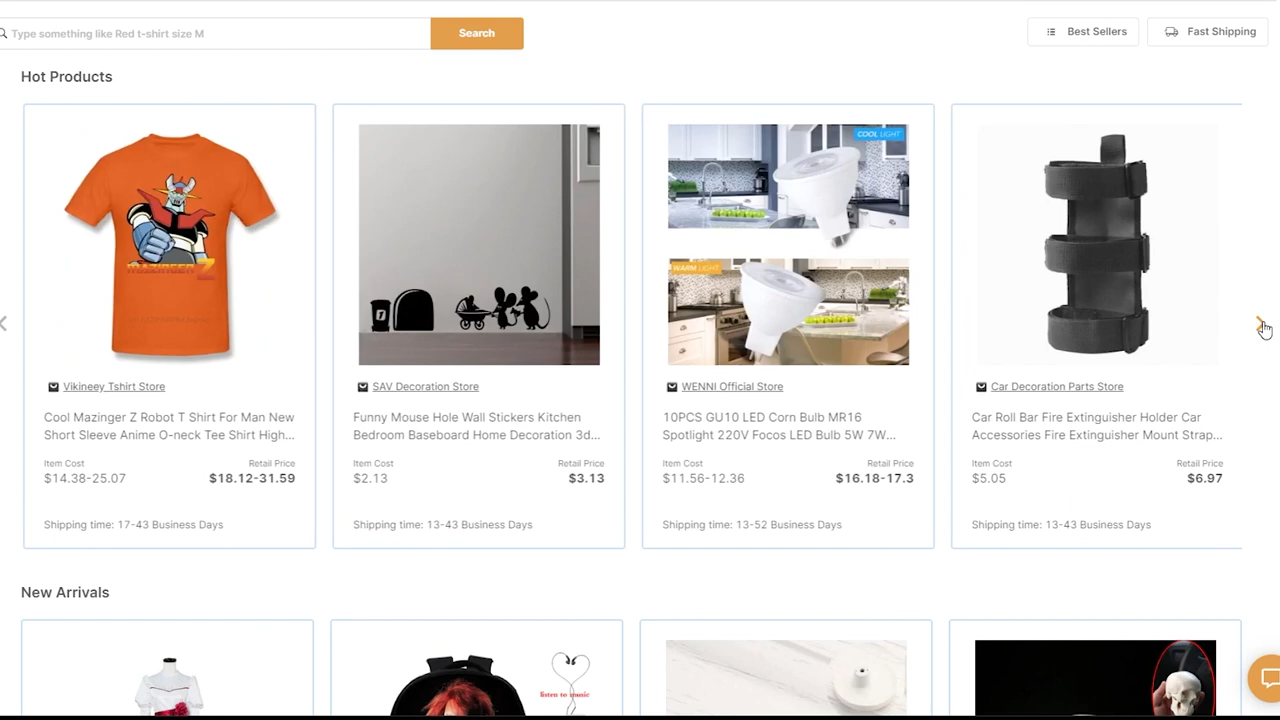 Type something like Red t-shirt size M
Search
Best Sellers
Fast Shipping
Hot Products
MAZINGER Z
COOL LIGHT
WARM LIGHT
Vikineey Tshirt Store
SAV Decoration Store
WENNI Official Store
Car Decoration Parts Store
Cool Mazinger Z Robot T Shirt For Man New
Short Sleeve Anime O-neck Tee Shirt High...
Funny Mouse Hole Wall Stickers Kitchen
Bedroom Baseboard Home Decoration 3d...
10PCS GU10 LED Corn Bulb MR16
Spotlight 220V Focos LED Bulb 5W 7W...
Car Roll Bar Fire Extinguisher Holder Car
Accessories Fire Extinguisher Mount Strap...
Item Cost
Retail Price
$14.38-25.07
$18.12-31.59
Item Cost
Retail Price
$2.13
$3.13
Item Cost
Retail Price
$11.56-12.36
$16.18-17.3
Item Cost
Retail Price
$5.05
$6.97
Shipping time: 17-43 Business Days
Shipping time: 13-43 Business Days
Shipping time: 13-52 Business Days
Shipping time: 13-43 Business Days
New Arrivals
listen to music